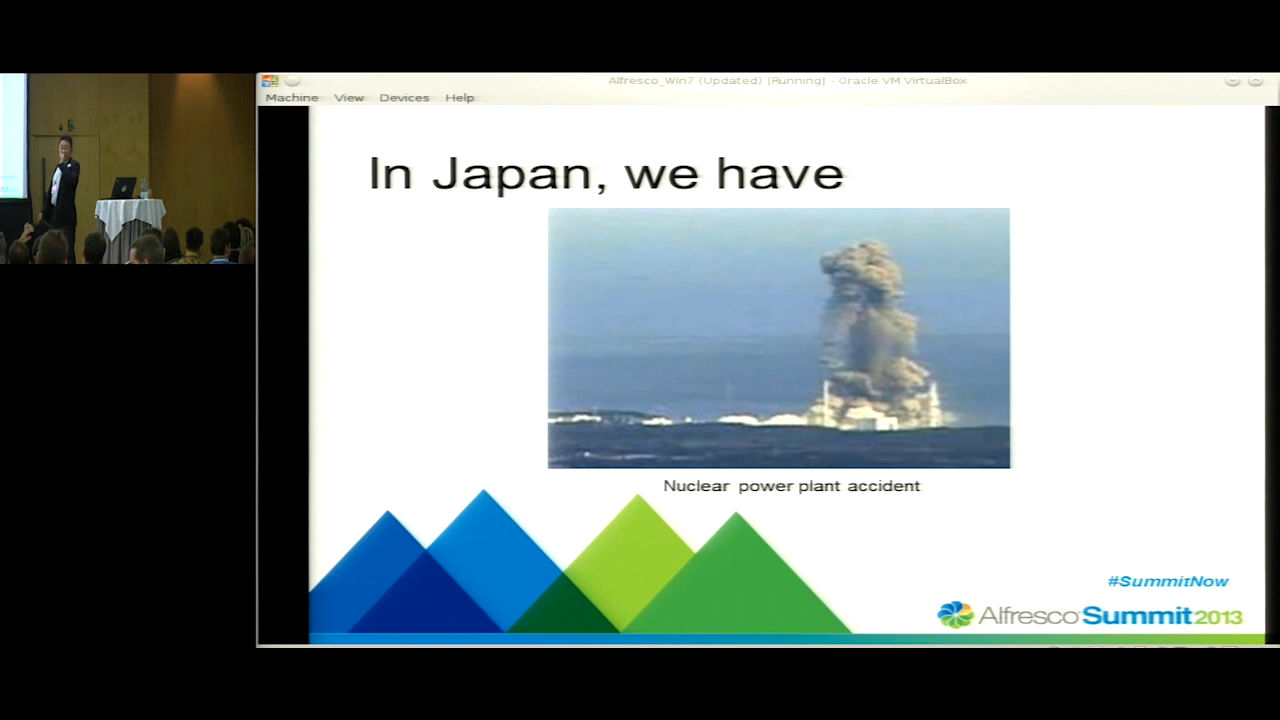 Alfresco_Win7 (Updated) [Running] - Oracle VM VirtualBox
Machine View Devices Help
In Japan, we have
Nuclear power plant accident
#SummitNow
Alfresco Summit 2013